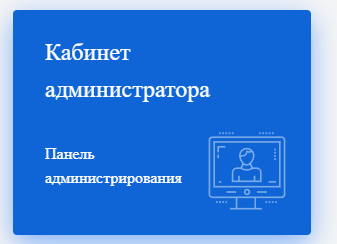 Кабинет
администратора
Панель
администрирования